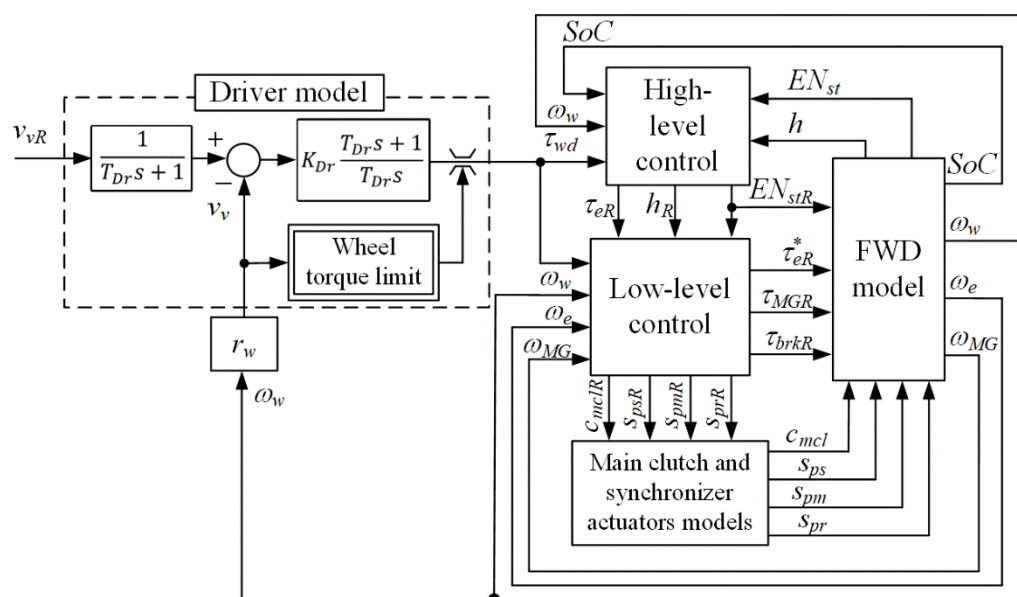 SoC
Driver model
High-
level
control
EN_st
v_vR
1
T_Dr s + 1
+
−
K_Dr
T_Dr s + 1
T_Dr s
ω_w
τ_wd
h
SoC
v_v
τ_eR
h_R
EN_stR
Wheel
torque limit
ω_w
FWD
model
ω_w
ω_e
ω_MG
Low-level
control
τ*_eR
τ_MGR
τ_brkR
ω_e
ω_MG
r_w
ω_w
c_mclR
s_psR
s_pmR
s_prR
Main clutch and
synchronizer
actuators models
c_mcl
s_ps
s_pm
s_pr